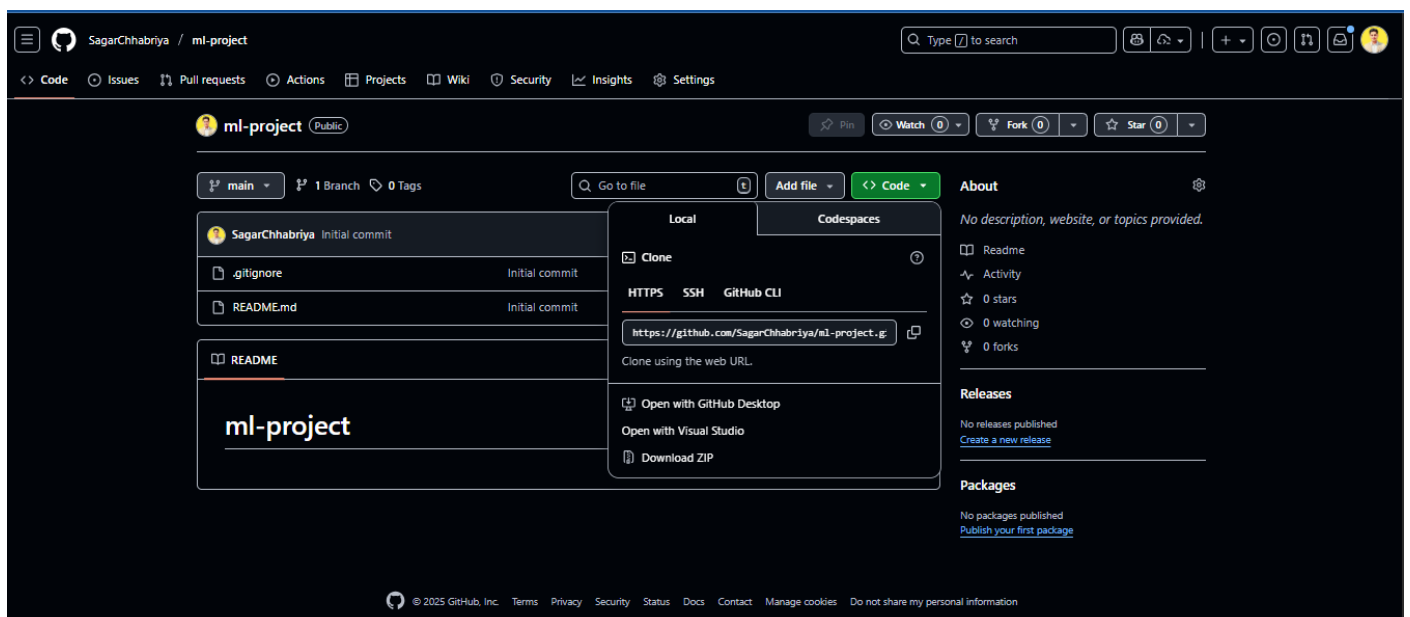 SagarChhabriya / ml-project
Type / to search
Code Issues Pull requests Actions Projects Wiki Security Insights Settings
ml-project Public
Pin Watch 0 Fork 0 Star 0
main 1 Branch 0 Tags
Go to file t Add file Code
SagarChhabriya Initial commit
.gitignore Initial commit
README.md Initial commit
README
ml-project
Local Codespaces
Clone
HTTPS SSH GitHub CLI
https://github.com/SagarChhabriya/ml-project.g
Clone using the web URL.
Open with GitHub Desktop
Open with Visual Studio
Download ZIP
About
No description, website, or topics provided.
Readme
Activity
0 stars
0 watching
0 forks
Releases
No releases published
Create a new release
Packages
No packages published
Publish your first package
© 2025 GitHub, Inc. Terms Privacy Security Status Docs Contact Manage cookies Do not share my personal information